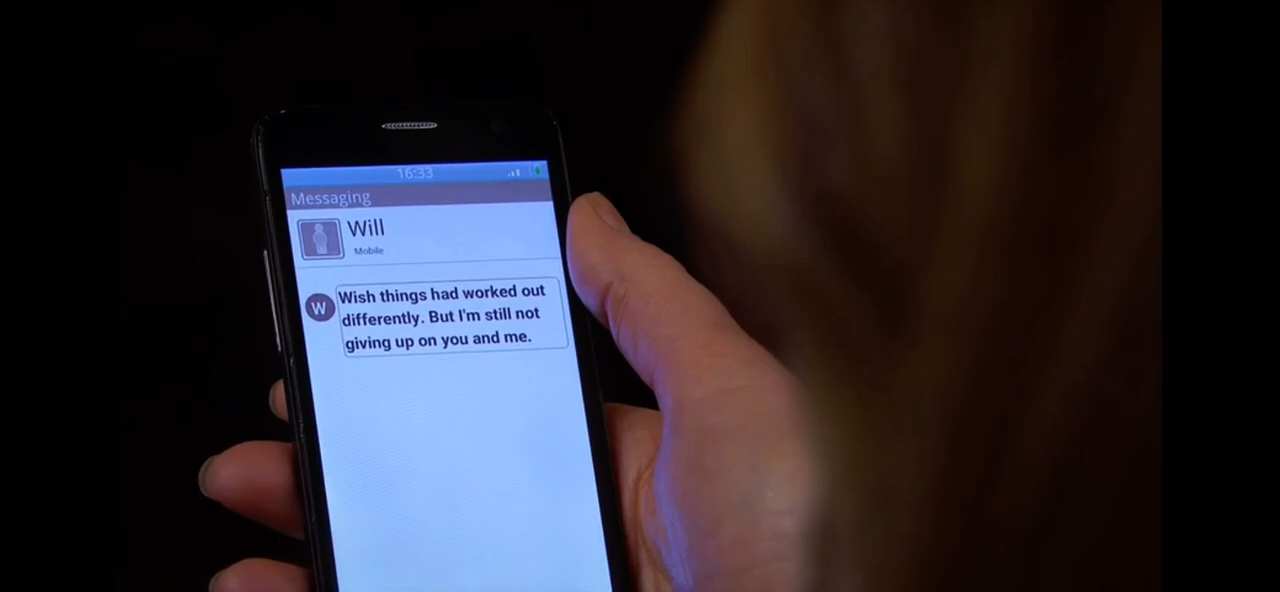 16:33
Messaging
Will
Mobile
W
Wish things had worked out
differently. But I'm still not
giving up on you and me.